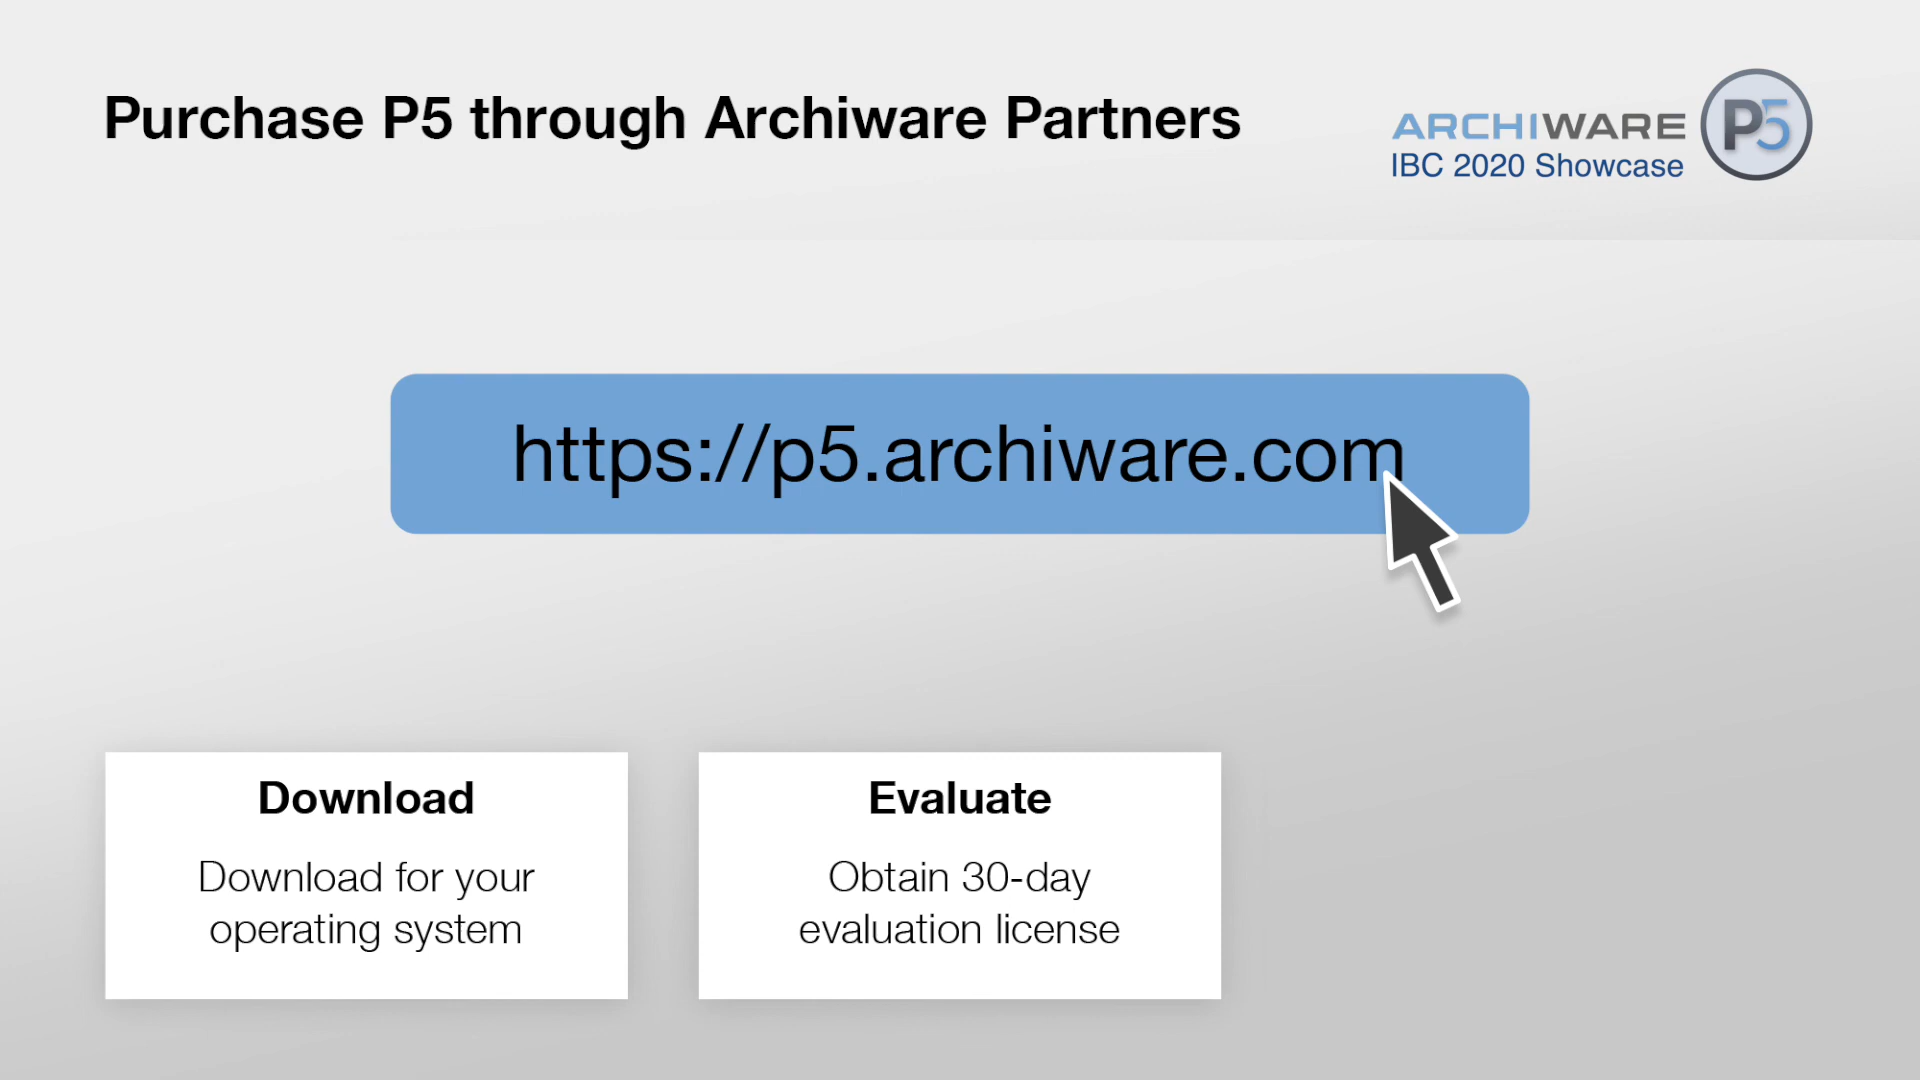 Purchase P5 through Archiware Partners
ARCHIWARE
IBC 2020 Showcase
P5
https://p5.archiware.com
Download
Download for your
operating system
Evaluate
Obtain 30-day
evaluation license